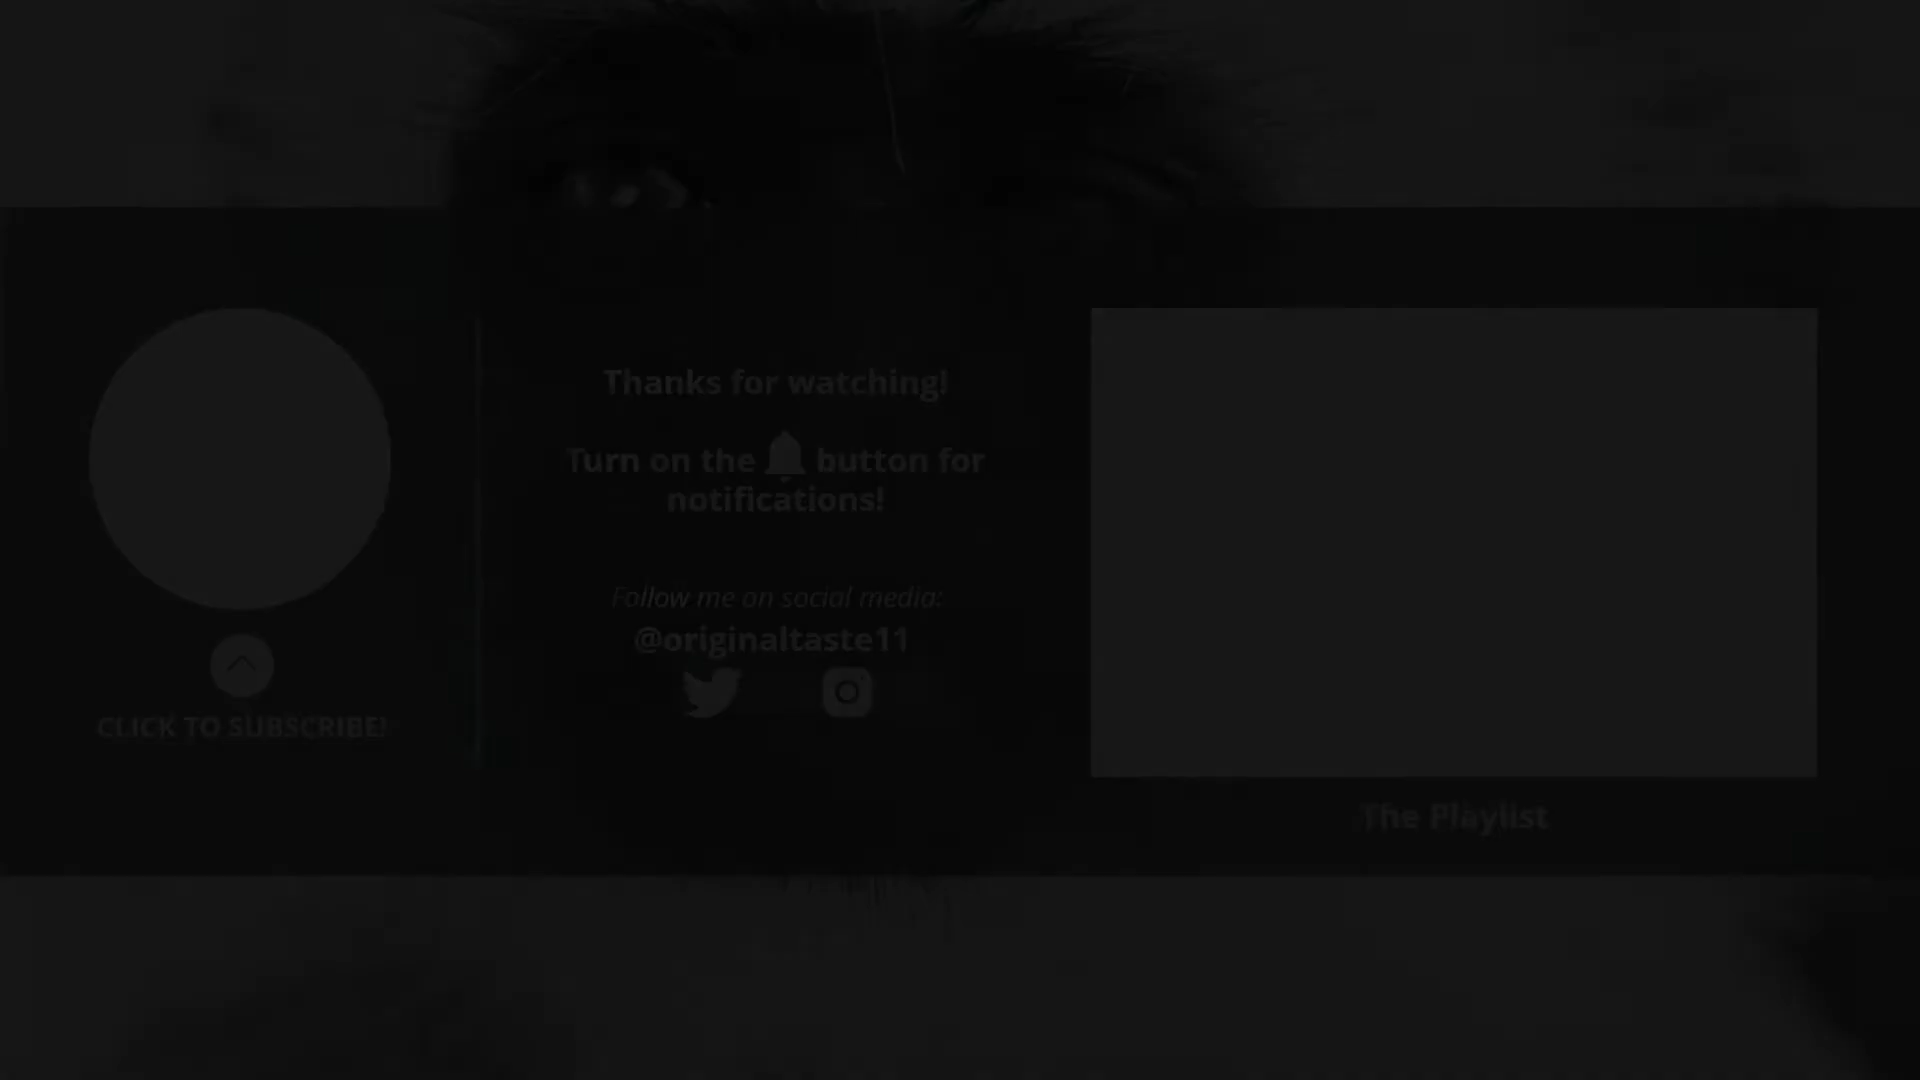 Thanks for watching!
Turn on the button for
notifications!
Follow me on social media:
@originaltaste11
CLICK TO SUBSCRIBE!
The Playlist